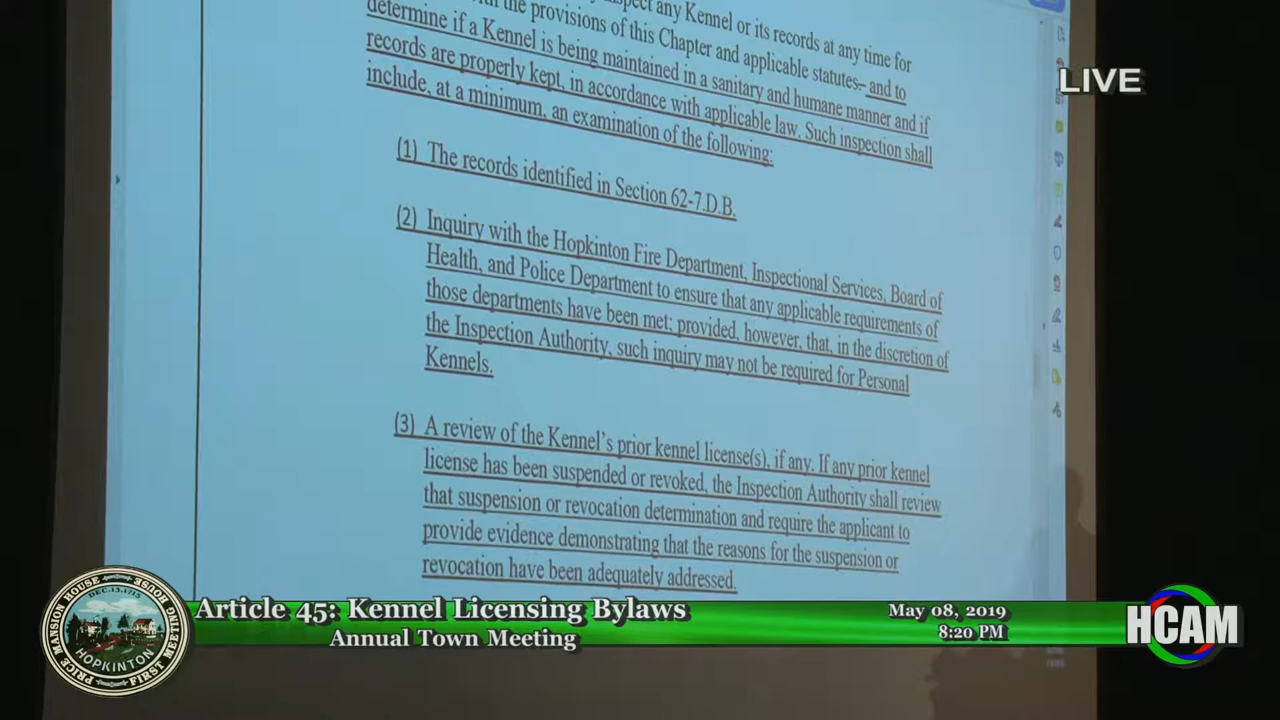 any Kennel or its records at any time for
the provisions of this Chapter and applicable statutes. and to
determine if a Kennel is being maintained in a sanitary and humane manner and if
records are properly kept, in accordance with applicable law. Such inspection shall
include, at a minimum, an examination of the following:
(1) The records identified in Section 62-7.D.B.
(2) Inquiry with the Hopkinton Fire Department, Inspectional Services, Board of
Health, and Police Department to ensure that any applicable requirements of
those departments have been met; provided, however, that, in the discretion of
the Inspection Authority, such inquiry may not be required for Personal
Kennels.
(3) A review of the Kennel's prior kennel license(s), if any. If any prior kennel
license has been suspended or revoked, the Inspection Authority shall review
that suspension or revocation determination and require the applicant to
provide evidence demonstrating that the reasons for the suspension or
revocation have been adequately addressed.
LIVE
Article 45: Kennel Licensing Bylaws
Annual Town Meeting
May 08, 2019
8:20 PM
HCAM
PRICE MANSION HOUSE
FIRST MEETING HOUSE
DEC.13.1715
HOPKINTON